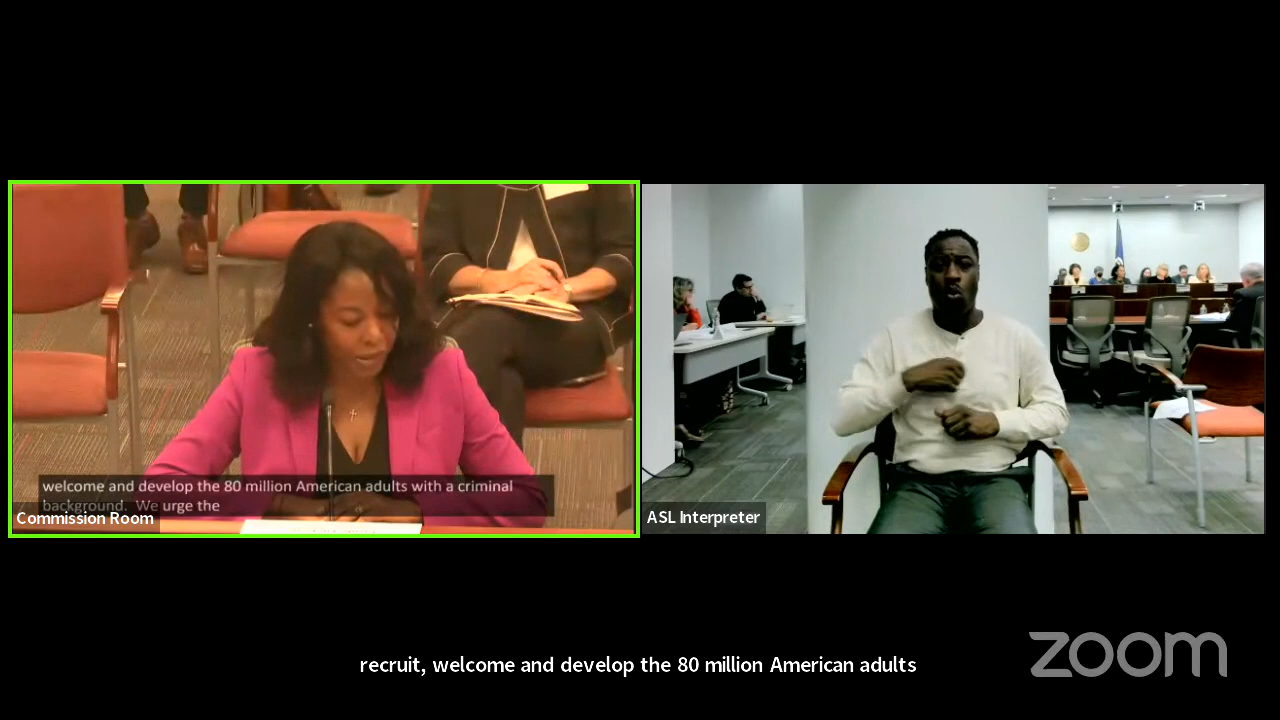 welcome and develop the 80 million American adults with a criminal
background. We urge the
Commission Room
ASL Interpreter
recruit, welcome and develop the 80 million American adults
zoom